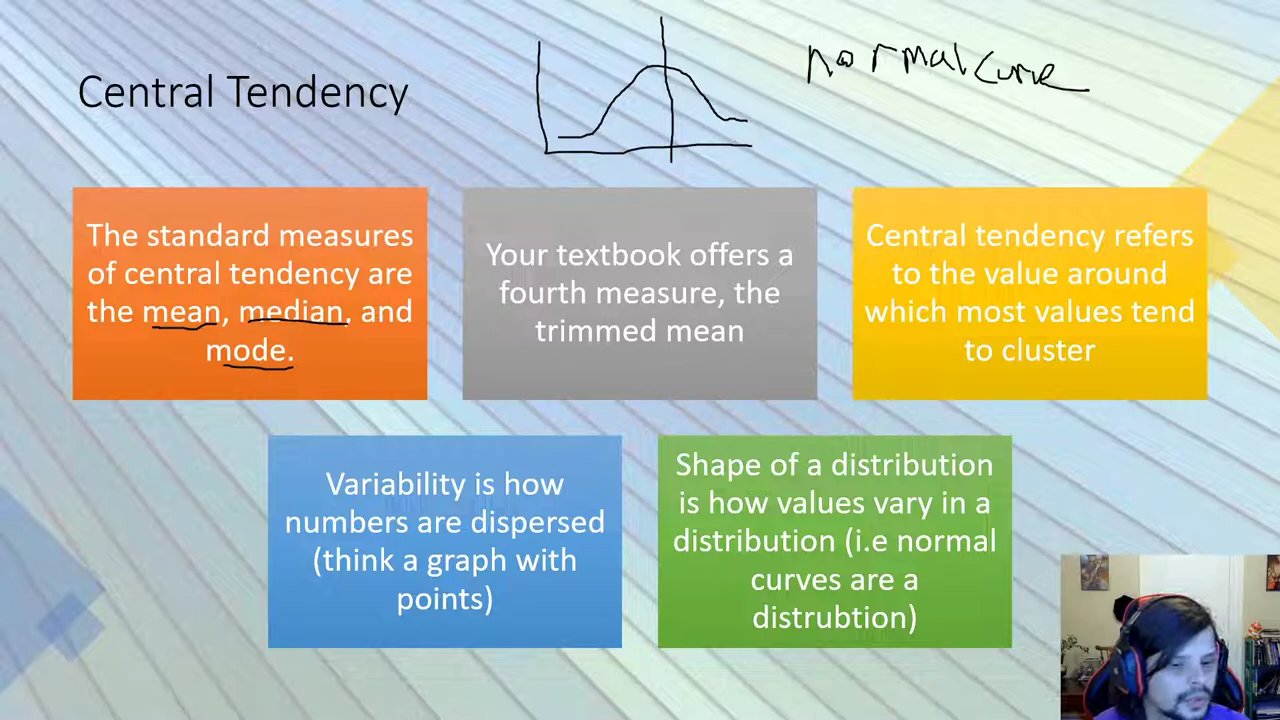 Central Tendency
normal curve
The standard measures
of central tendency are
the mean, median, and
mode.
Your textbook offers a
fourth measure, the
trimmed mean
Central tendency refers
to the value around
which most values tend
to cluster
Variability is how
numbers are dispersed
(think a graph with
points)
Shape of a distribution
is how values vary in a
distribution (i.e normal
curves are a
distrubtion)